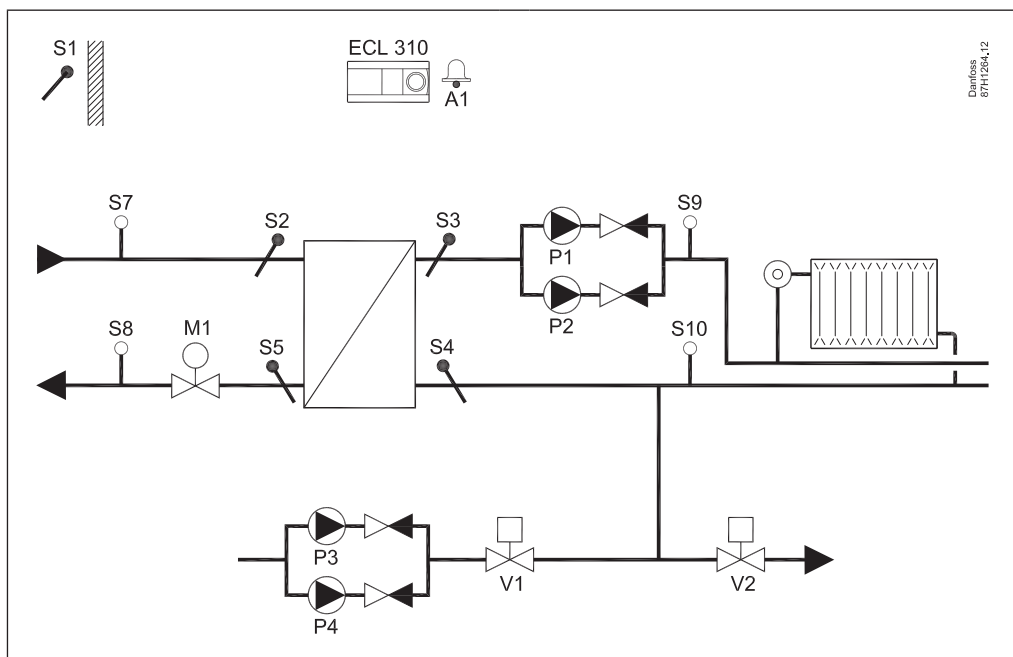 S1
ECL 310
A1
Danfoss
87H1264.12
S7
S2
S3
P1
S9
P2
S8
M1
S5
S4
S10
P3
V1
V2
P4